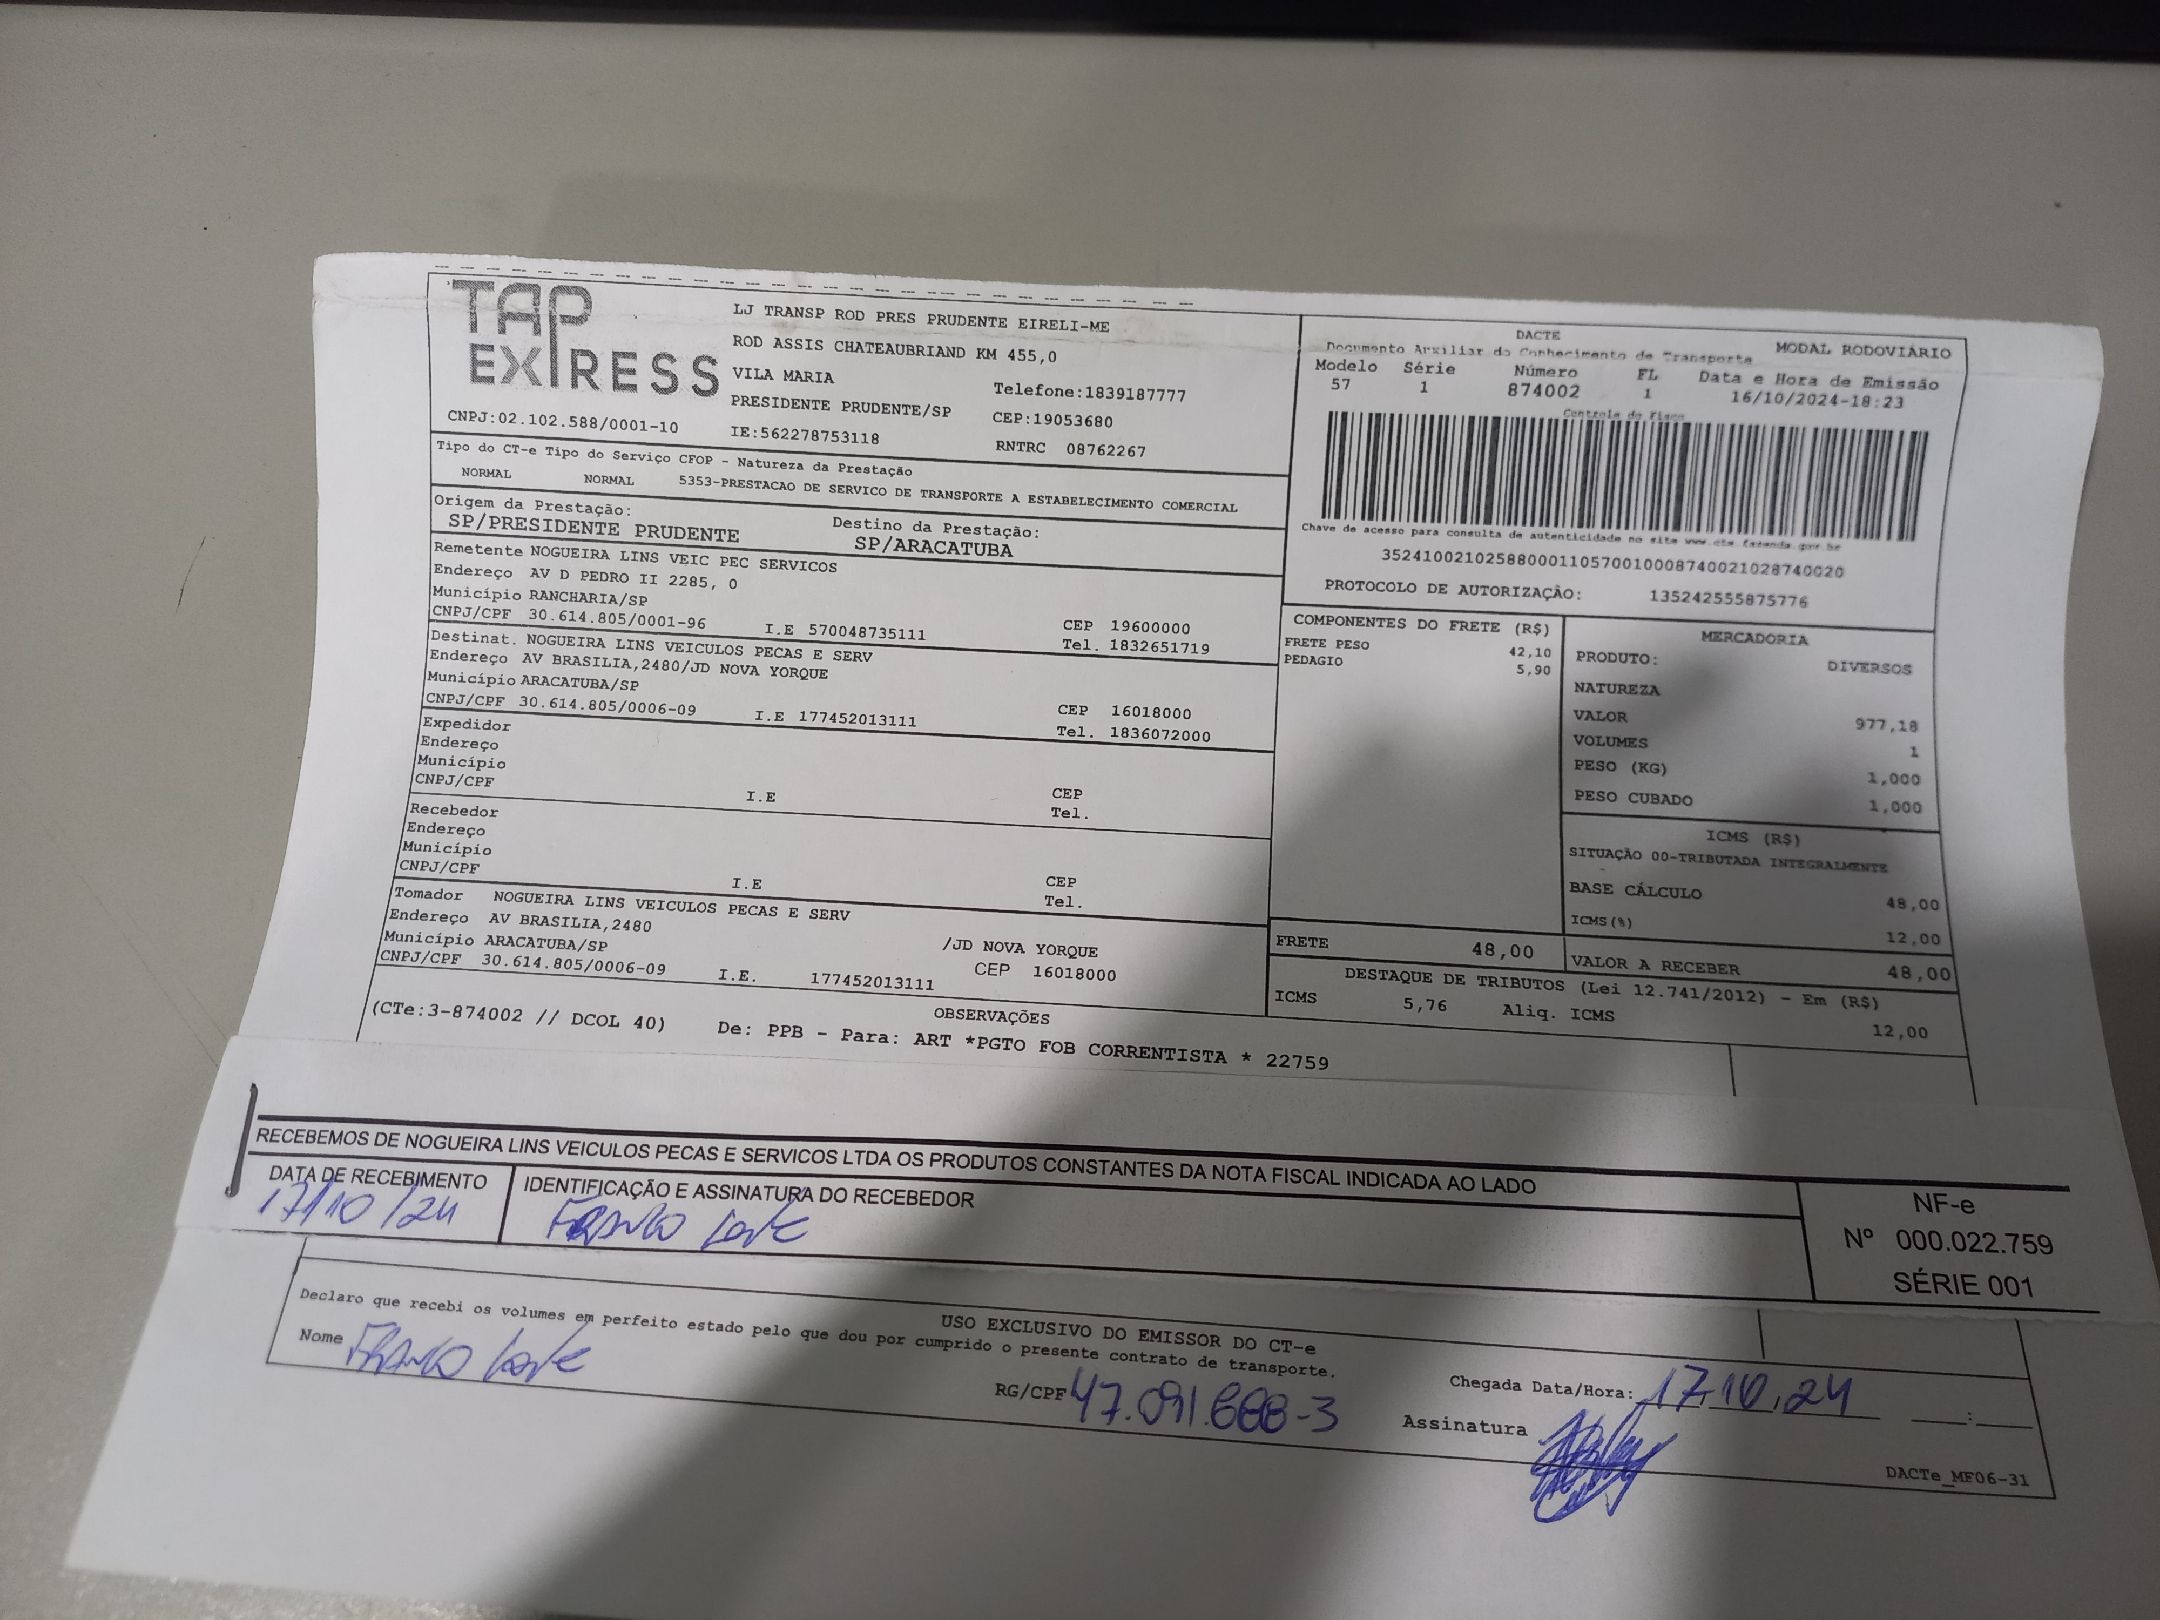 TAP
EXPRESS
CNPJ:02.102.588/0001-10
LJ TRANSP ROD PRES PRUDENTE EIRELI-ME
ROD ASSIS CHATEAUBRIAND KM 455,0
VILA MARIA Telefone:1839187777
PRESIDENTE PRUDENTE/SP CEP:19053680
IE:562278753118 RNTRC 08762267
DACTE MODAL RODOVIÁRIO
Documento Auxiliar do Conhecimento de Transporte
Modelo Série Número FL Data e Hora de Emissão
57 1 874002 1 16/10/2024-18:23
Controle do Fisco
Chave de acesso para consulta de autenticidade no site www.cte.fazenda.gov.br
35241002102588000110570010008740021028740020
PROTOCOLO DE AUTORIZAÇÃO: 135242555875776
Tipo do CT-e Tipo do Serviço CFOP - Natureza da Prestação
NORMAL NORMAL 5353-PRESTACAO DE SERVICO DE TRANSPORTE A ESTABELECIMENTO COMERCIAL
Origem da Prestação: Destino da Prestação:
SP/PRESIDENTE PRUDENTE SP/ARACATUBA
Remetente NOGUEIRA LINS VEIC PEC SERVICOS
Endereço AV D PEDRO II 2285, 0
Município RANCHARIA/SP CEP 19600000
CNPJ/CPF 30.614.805/0001-96 I.E 570048735111 Tel. 1832651719
Destinat. NOGUEIRA LINS VEICULOS PECAS E SERV
Endereço AV BRASILIA,2480/JD NOVA YORQUE
Município ARACATUBA/SP CEP 16018000
CNPJ/CPF 30.614.805/0006-09 I.E 177452013111 Tel. 1836072000
Expedidor
Endereço
Município CEP
CNPJ/CPF I.E Tel.
Recebedor
Endereço
Município CEP
CNPJ/CPF I.E Tel.
Tomador NOGUEIRA LINS VEICULOS PECAS E SERV
Endereço AV BRASILIA,2480 /JD NOVA YORQUE
Município ARACATUBA/SP CEP 16018000
CNPJ/CPF 30.614.805/0006-09 I.E. 177452013111
COMPONENTES DO FRETE (R$)
FRETE PESO 42,10
PEDAGIO 5,90
MERCADORIA
PRODUTO: DIVERSOS
NATUREZA
VALOR 977,18
VOLUMES 1
PESO (KG) 1,000
PESO CUBADO 1,000
ICMS (R$)
SITUAÇÃO 00-TRIBUTADA INTEGRALMENTE
BASE CÁLCULO 48,00
ICMS(%) 12,00
FRETE 48,00 VALOR A RECEBER 48,00
DESTAQUE DE TRIBUTOS (Lei 12.741/2012) - Em (R$)
ICMS 5,76 Aliq. ICMS 12,00
OBSERVAÇÕES
(CTe:3-874002 // DCOL 40) De: PPB - Para: ART *PGTO FOB CORRENTISTA * 22759
RECEBEMOS DE NOGUEIRA LINS VEICULOS PECAS E SERVICOS LTDA OS PRODUTOS CONSTANTES DA NOTA FISCAL INDICADA AO LADO
DATA DE RECEBIMENTO IDENTIFICAÇÃO E ASSINATURA DO RECEBEDOR
17/10/24
NF-e
Nº 000.022.759
SÉRIE 001
USO EXCLUSIVO DO EMISSOR DO CT-e
Declaro que recebi os volumes em perfeito estado pelo que dou por cumprido o presente contrato de transporte.
Nome RG/CPF 47.091.688-3 Chegada Data/Hora: 17.10.24 :
Assinatura
DACTe_MF06-31